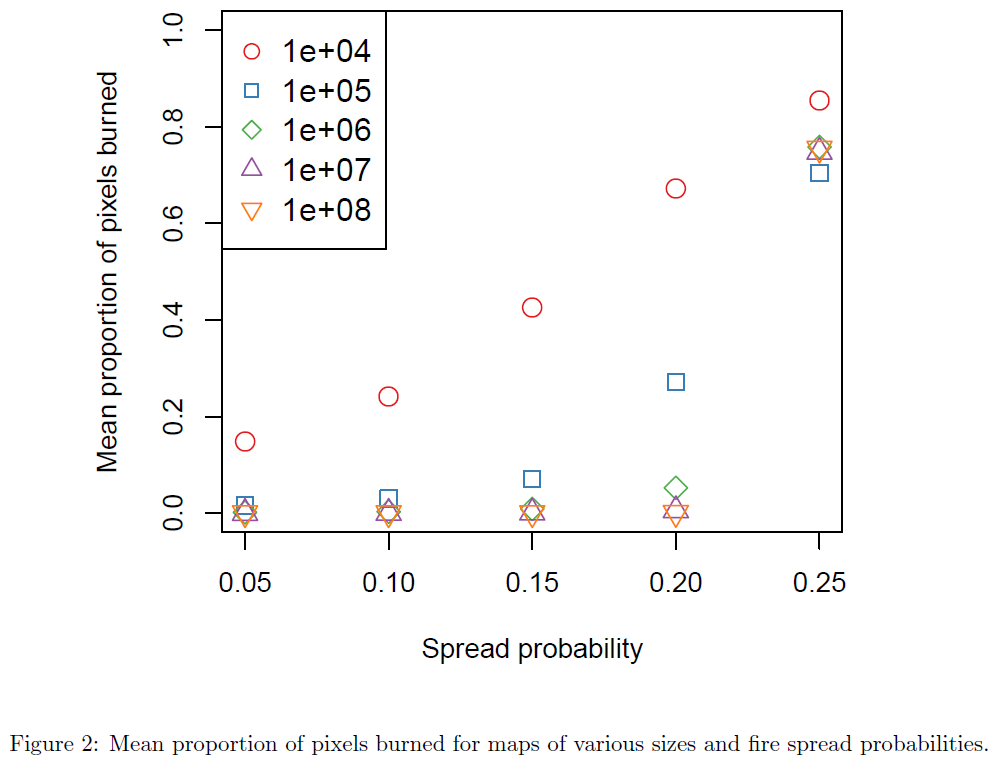 1.0
0.8
0.6
0.4
0.2
0.0
Mean proportion of pixels burned
1e+04
1e+05
1e+06
1e+07
1e+08
0.05 0.10 0.15 0.20 0.25
Spread probability
Figure 2: Mean proportion of pixels burned for maps of various sizes and fire spread probabilities.